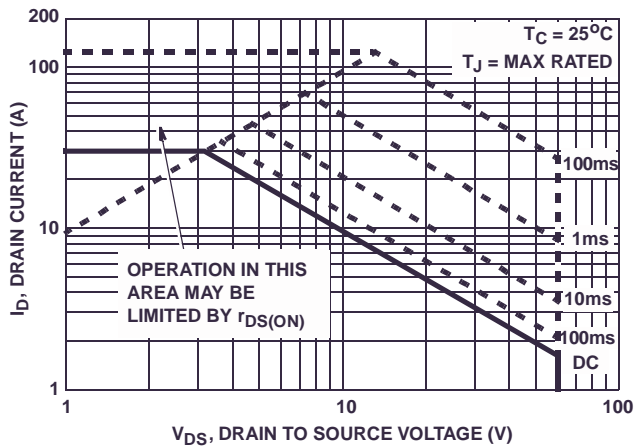 200
100
10
1
I_D, DRAIN CURRENT (A)
T_C = 25°C
T_J = MAX RATED
100ms
1ms
10ms
100ms
DC
OPERATION IN THIS
AREA MAY BE
LIMITED BY r_DS(ON)
1
10
100
V_DS, DRAIN TO SOURCE VOLTAGE (V)